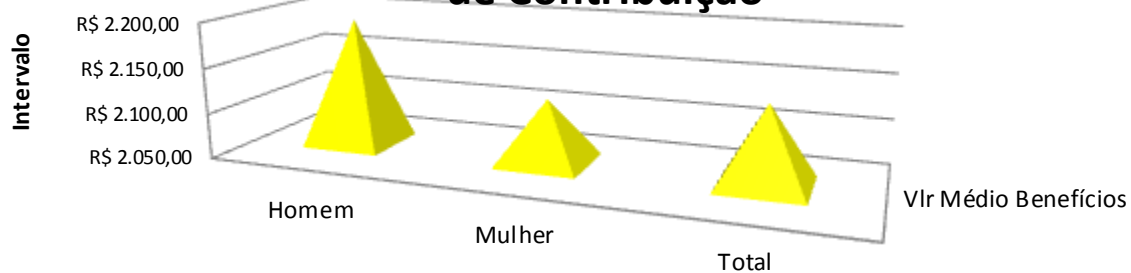 de Contribuição
Intervalo
R$ 2.200,00
R$ 2.150,00
R$ 2.100,00
R$ 2.050,00
Homem
Mulher
Total
Vlr Médio Benefícios